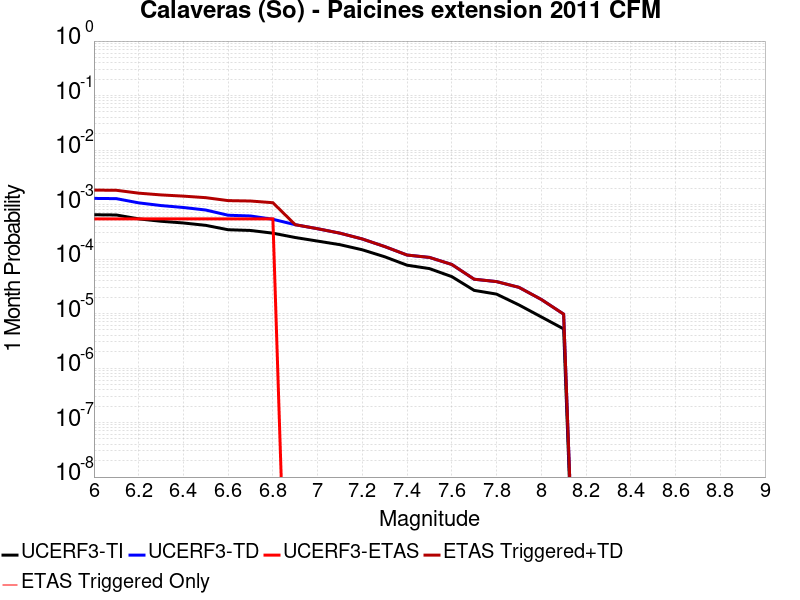 Calaveras (So) - Paicines extension 2011 CFM
10^0
10^-1
10^-2
10^-3
10^-4
10^-5
10^-6
10^-7
10^-8
1 Month Probability
6 6.2 6.4 6.6 6.8 7 7.2 7.4 7.6 7.8 8 8.2 8.4 8.6 8.8 9
Magnitude
UCERF3-TI UCERF3-TD UCERF3-ETAS ETAS Triggered+TD
ETAS Triggered Only